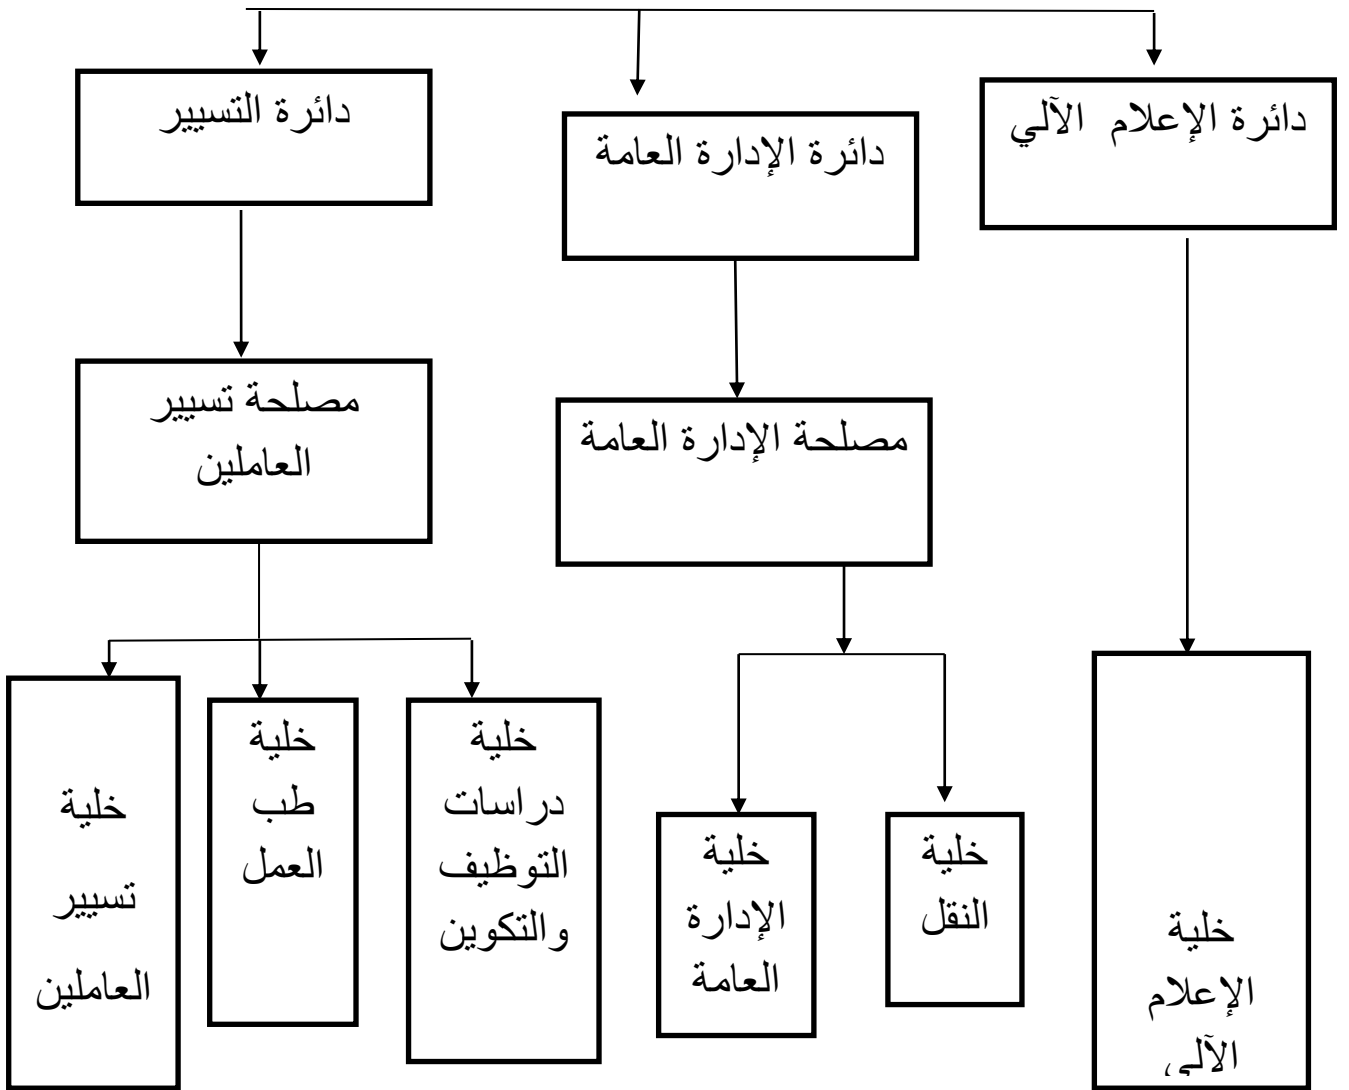 دائرة الإعلام الآلي
دائرة الإدارة العامة
دائرة التسيير
مصلحة الإدارة العامة
مصلحة تسيير
العاملين
خلية
الإعلام
الآلي
خلية
النقل
خلية
الإدارة
العامة
خلية
دراسات
التوظيف
والتكوين
خلية
طب
العمل
خلية
تسيير
العاملين